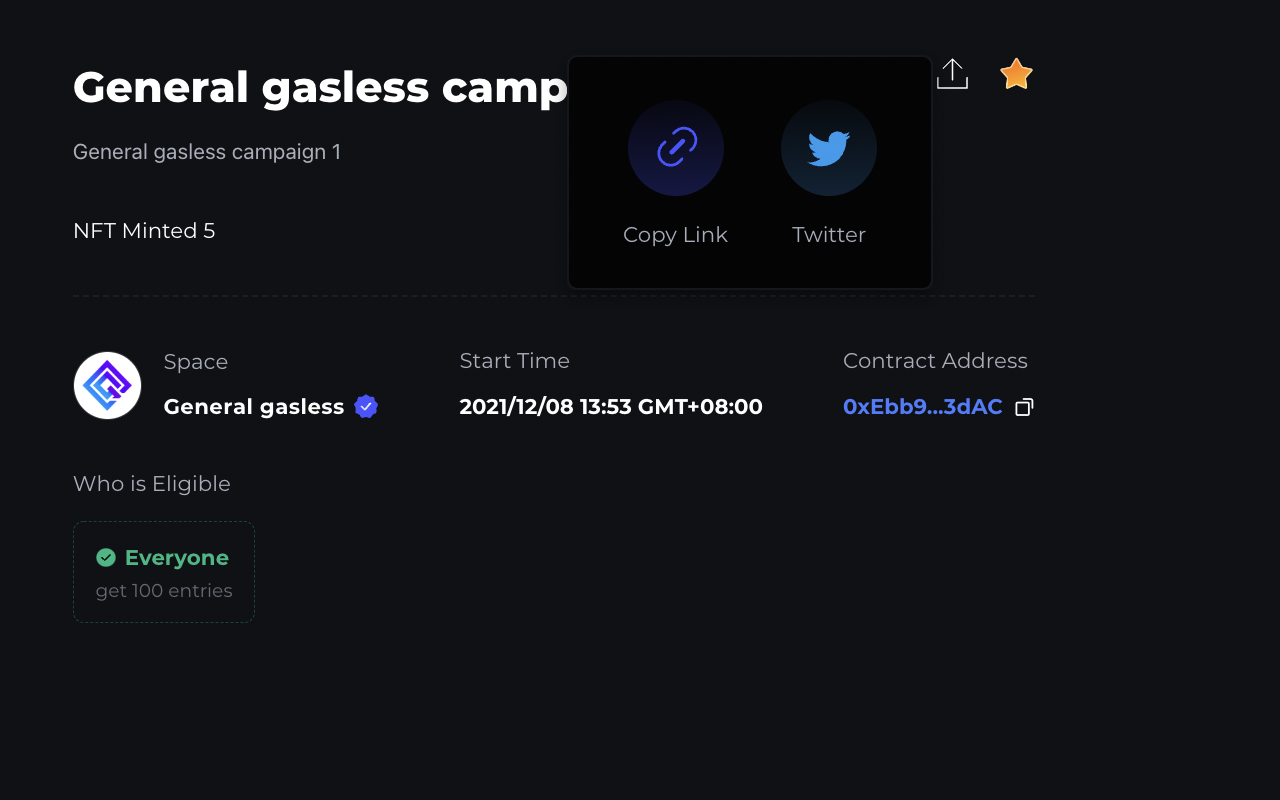 General gasless camp
General gasless campaign 1
NFT Minted 5
Copy Link
Twitter
Space
General gasless
Start Time
2021/12/08 13:53 GMT+08:00
Contract Address
0xEbb9...3dAC
Who is Eligible
Everyone
get 100 entries